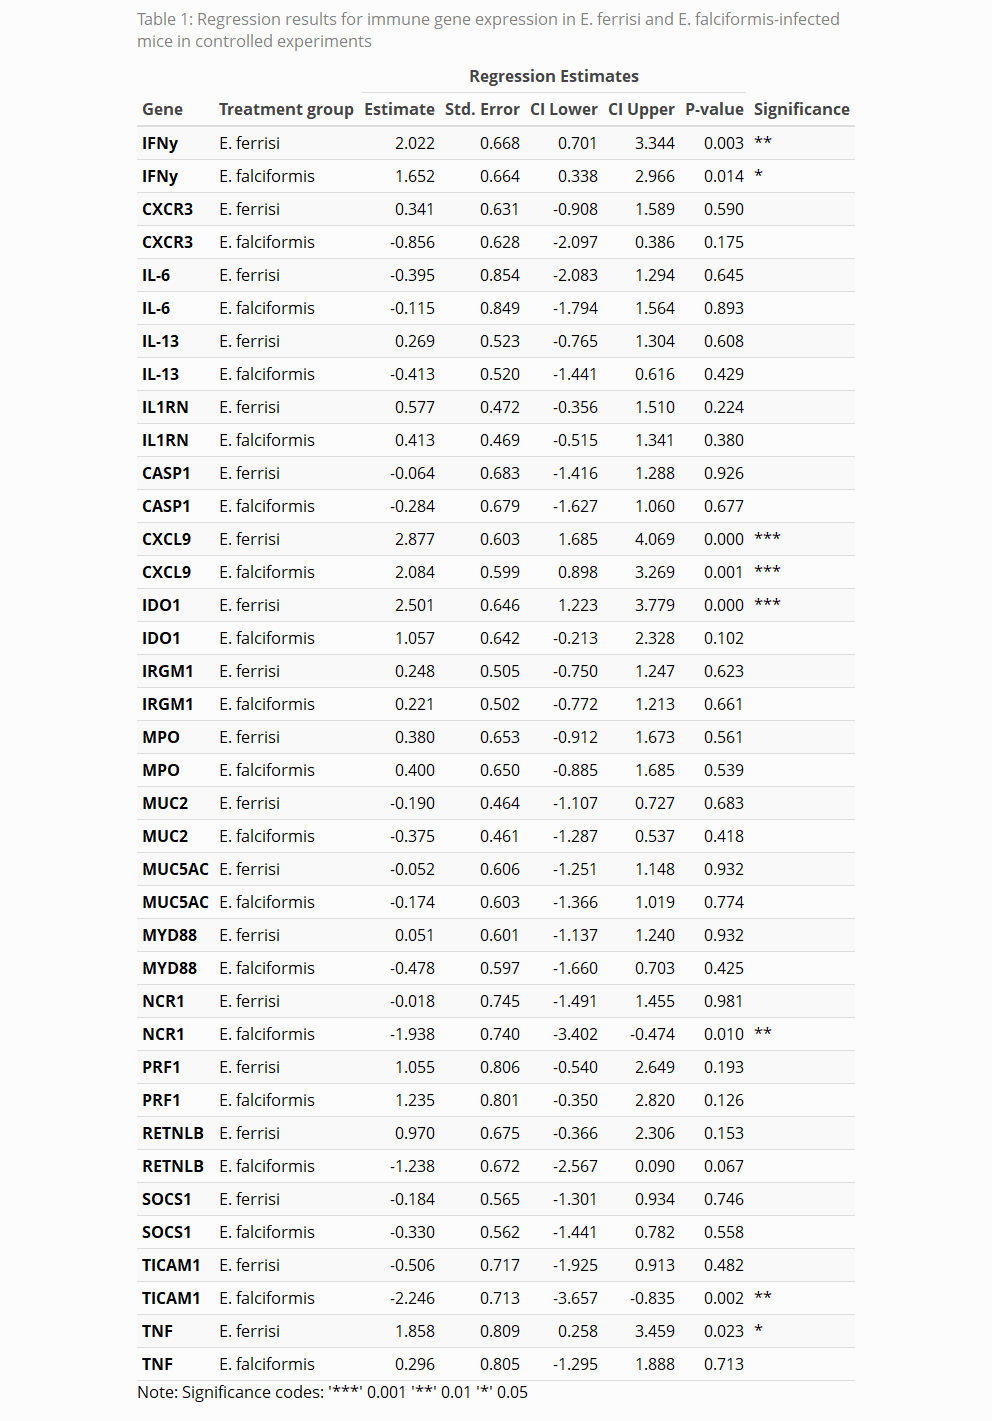 Table 1: Regression results for immune gene expression in E. ferrisi and E. falciformis-infected
mice in controlled experiments
Regression Estimates
Gene Treatment group Estimate Std. Error CI Lower CI Upper P-value Significance
IFNy E. ferrisi 2.022 0.668 0.701 3.344 0.003 **
IFNy E. falciformis 1.652 0.664 0.338 2.966 0.014 *
CXCR3 E. ferrisi 0.341 0.631 -0.908 1.589 0.590
CXCR3 E. falciformis -0.856 0.628 -2.097 0.386 0.175
IL-6 E. ferrisi -0.395 0.854 -2.083 1.294 0.645
IL-6 E. falciformis -0.115 0.849 -1.794 1.564 0.893
IL-13 E. ferrisi 0.269 0.523 -0.765 1.304 0.608
IL-13 E. falciformis -0.413 0.520 -1.441 0.616 0.429
IL1RN E. ferrisi 0.577 0.472 -0.356 1.510 0.224
IL1RN E. falciformis 0.413 0.469 -0.515 1.341 0.380
CASP1 E. ferrisi -0.064 0.683 -1.416 1.288 0.926
CASP1 E. falciformis -0.284 0.679 -1.627 1.060 0.677
CXCL9 E. ferrisi 2.877 0.603 1.685 4.069 0.000 ***
CXCL9 E. falciformis 2.084 0.599 0.898 3.269 0.001 ***
IDO1 E. ferrisi 2.501 0.646 1.223 3.779 0.000 ***
IDO1 E. falciformis 1.057 0.642 -0.213 2.328 0.102
IRGM1 E. ferrisi 0.248 0.505 -0.750 1.247 0.623
IRGM1 E. falciformis 0.221 0.502 -0.772 1.213 0.661
MPO E. ferrisi 0.380 0.653 -0.912 1.673 0.561
MPO E. falciformis 0.400 0.650 -0.885 1.685 0.539
MUC2 E. ferrisi -0.190 0.464 -1.107 0.727 0.683
MUC2 E. falciformis -0.375 0.461 -1.287 0.537 0.418
MUC5AC E. ferrisi -0.052 0.606 -1.251 1.148 0.932
MUC5AC E. falciformis -0.174 0.603 -1.366 1.019 0.774
MYD88 E. ferrisi 0.051 0.601 -1.137 1.240 0.932
MYD88 E. falciformis -0.478 0.597 -1.660 0.703 0.425
NCR1 E. ferrisi -0.018 0.745 -1.491 1.455 0.981
NCR1 E. falciformis -1.938 0.740 -3.402 -0.474 0.010 **
PRF1 E. ferrisi 1.055 0.806 -0.540 2.649 0.193
PRF1 E. falciformis 1.235 0.801 -0.350 2.820 0.126
RETNLB E. ferrisi 0.970 0.675 -0.366 2.306 0.153
RETNLB E. falciformis -1.238 0.672 -2.567 0.090 0.067
SOCS1 E. ferrisi -0.184 0.565 -1.301 0.934 0.746
SOCS1 E. falciformis -0.330 0.562 -1.441 0.782 0.558
TICAM1 E. ferrisi -0.506 0.717 -1.925 0.913 0.482
TICAM1 E. falciformis -2.246 0.713 -3.657 -0.835 0.002 **
TNF E. ferrisi 1.858 0.809 0.258 3.459 0.023 *
TNF E. falciformis 0.296 0.805 -1.295 1.888 0.713
Note: Significance codes: '***' 0.001 '**' 0.01 '*' 0.05